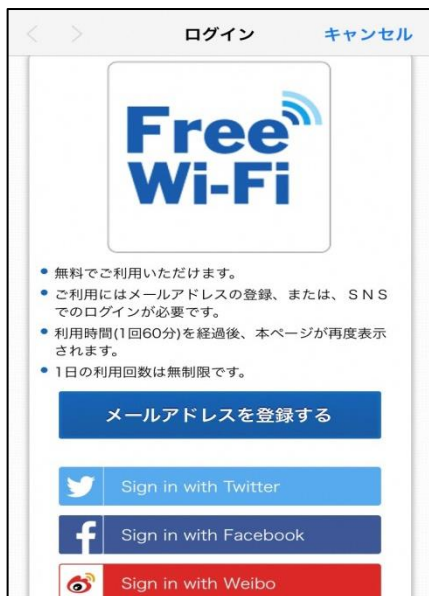 ログイン
キャンセル
Free
Wi-Fi
無料でご利用いただけます。
ご利用にはメールアドレスの登録、または、ＳＮＳ
でのログインが必要です。
利用時間(1回60分)を経過後、本ページが再度表示
されます。
1日の利用回数は無制限です。
メールアドレスを登録する
Sign in with Twitter
Sign in with Facebook
Sign in with Weibo